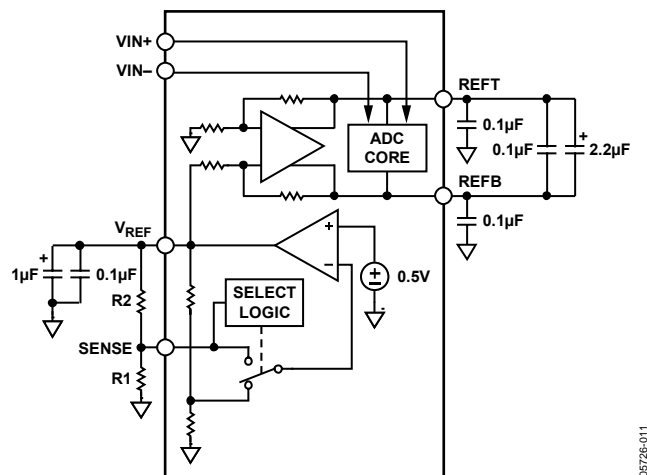 VIN+
VIN–
REFT
ADC
CORE
0.1µF
0.1µF
+
2.2µF
REFB
0.1µF
VREF
+
1µF
0.1µF
+
–
0.5V
R2
SELECT
LOGIC
SENSE
R1
05726-011